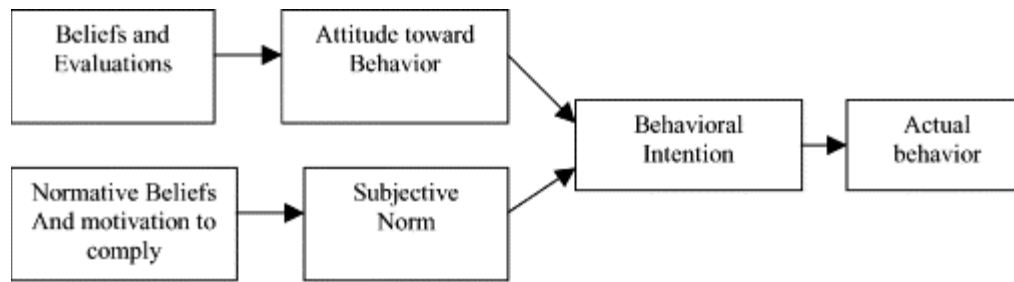 Beliefs and
Evaluations
Attitude toward
Behavior
Behavioral
Intention
Actual
behavior
Normative Beliefs
And motivation to
comply
Subjective
Norm